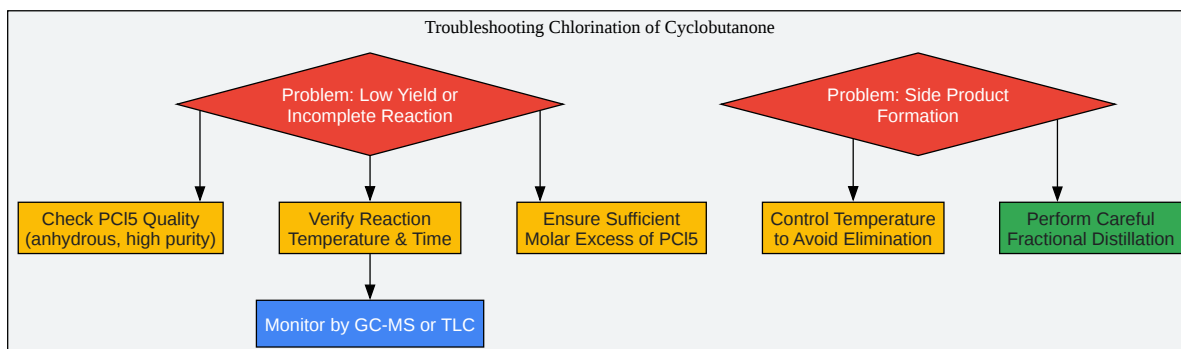 Troubleshooting Chlorination of Cyclobutanone
Problem: Low Yield or
Incomplete Reaction
Problem: Side Product
Formation
Check PCl5 Quality
(anhydrous, high purity)
Verify Reaction
Temperature & Time
Ensure Sufficient
Molar Excess of PCl5
Control Temperature
to Avoid Elimination
Perform Careful
Fractional Distillation
Monitor by GC-MS or TLC